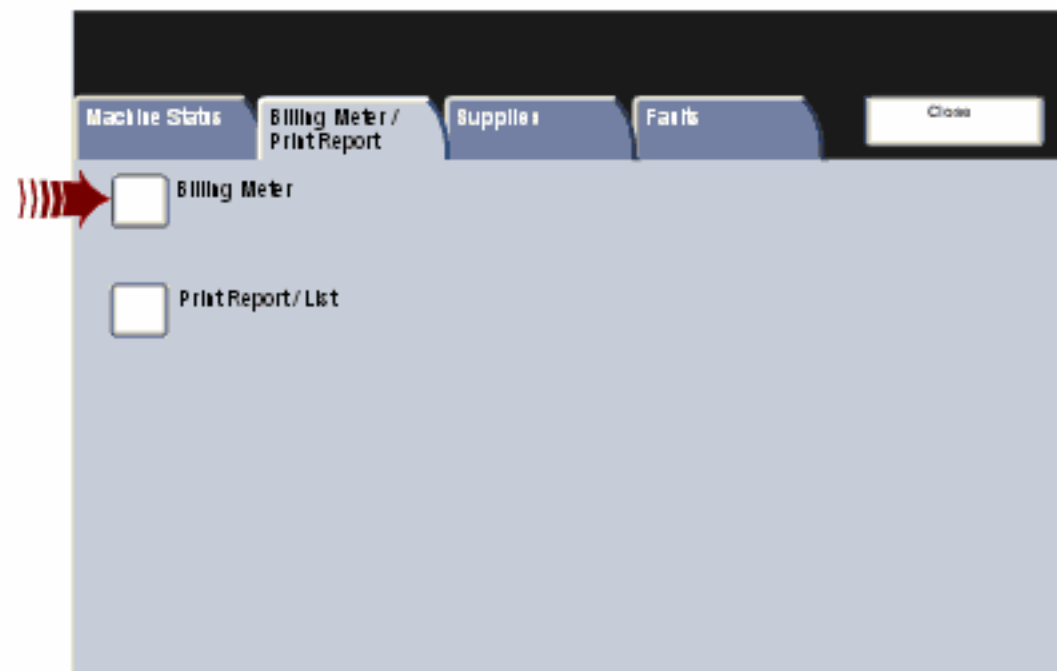 Machine Status
Billing Meter /
Print Report
Supplies
Faults
Close
Billing Meter
Print Report / List